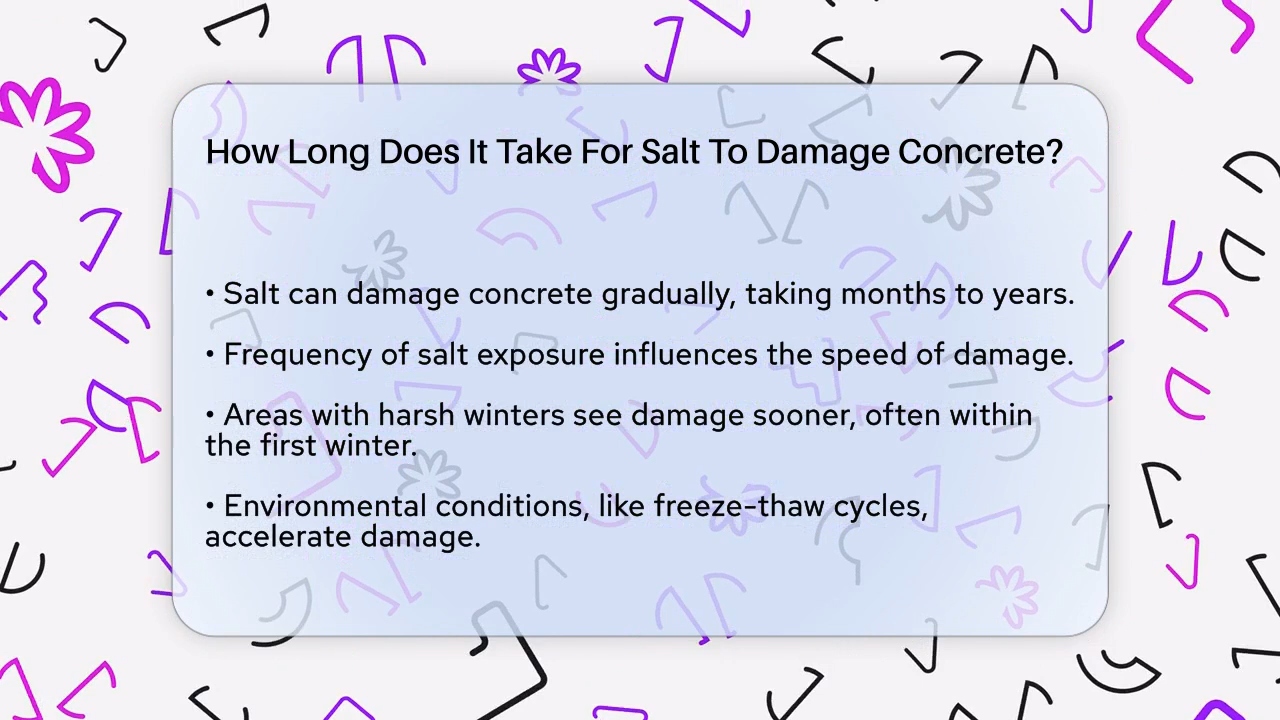 How Long Does It Take For Salt To Damage Concrete?
• Salt can damage concrete gradually, taking months to years.
• Frequency of salt exposure influences the speed of damage.
• Areas with harsh winters see damage sooner, often within
the first winter.
• Environmental conditions, like freeze-thaw cycles,
accelerate damage.